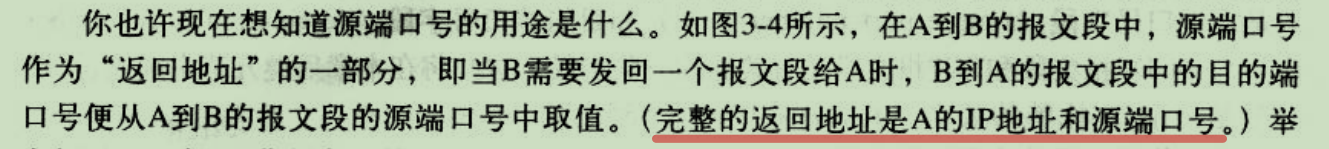 你也许现在想知道源端口号的用途是什么。如图3-4所示，在A到B的报文段中，源端口号
作为“返回地址”的一部分，即当B需要发回一个报文段给A时，B到A的报文段中的目的端
口号便从A到B的报文段的源端口号中取值。（完整的返回地址是A的IP地址和源端口号。）举